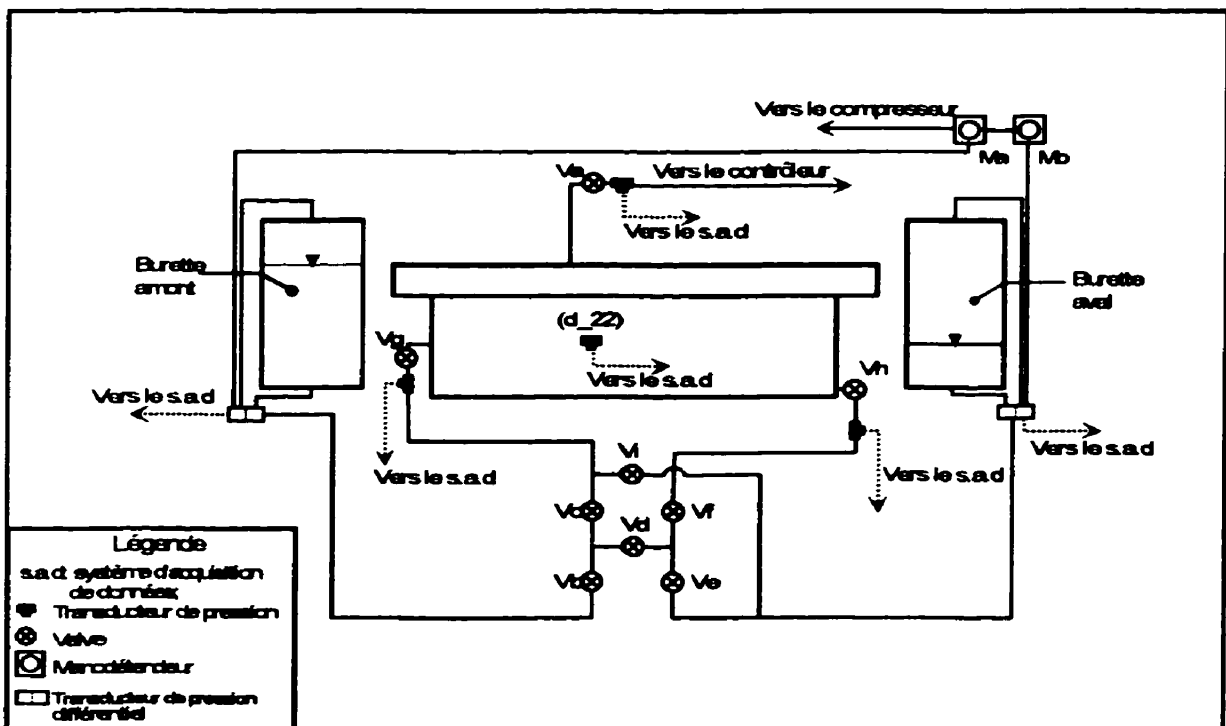 Vers le compresseur
Ma
Mb
Va
Vers le contrôleur
Vers le s.a.d
Burette
amont
Burette
aval
(d_22)
Vg
Vers le s.a.d
Vh
Vers le s.a.d
Vers le s.a.d
Vers le s.a.d
Vi
Vers le s.a.d
Vc
Vf
Vd
Vb
Ve
Légende
s.a.d: système d'acquisition
de données
Transducteur de pression
Valve
Manodétendeur
Transducteur de pression
différentiel